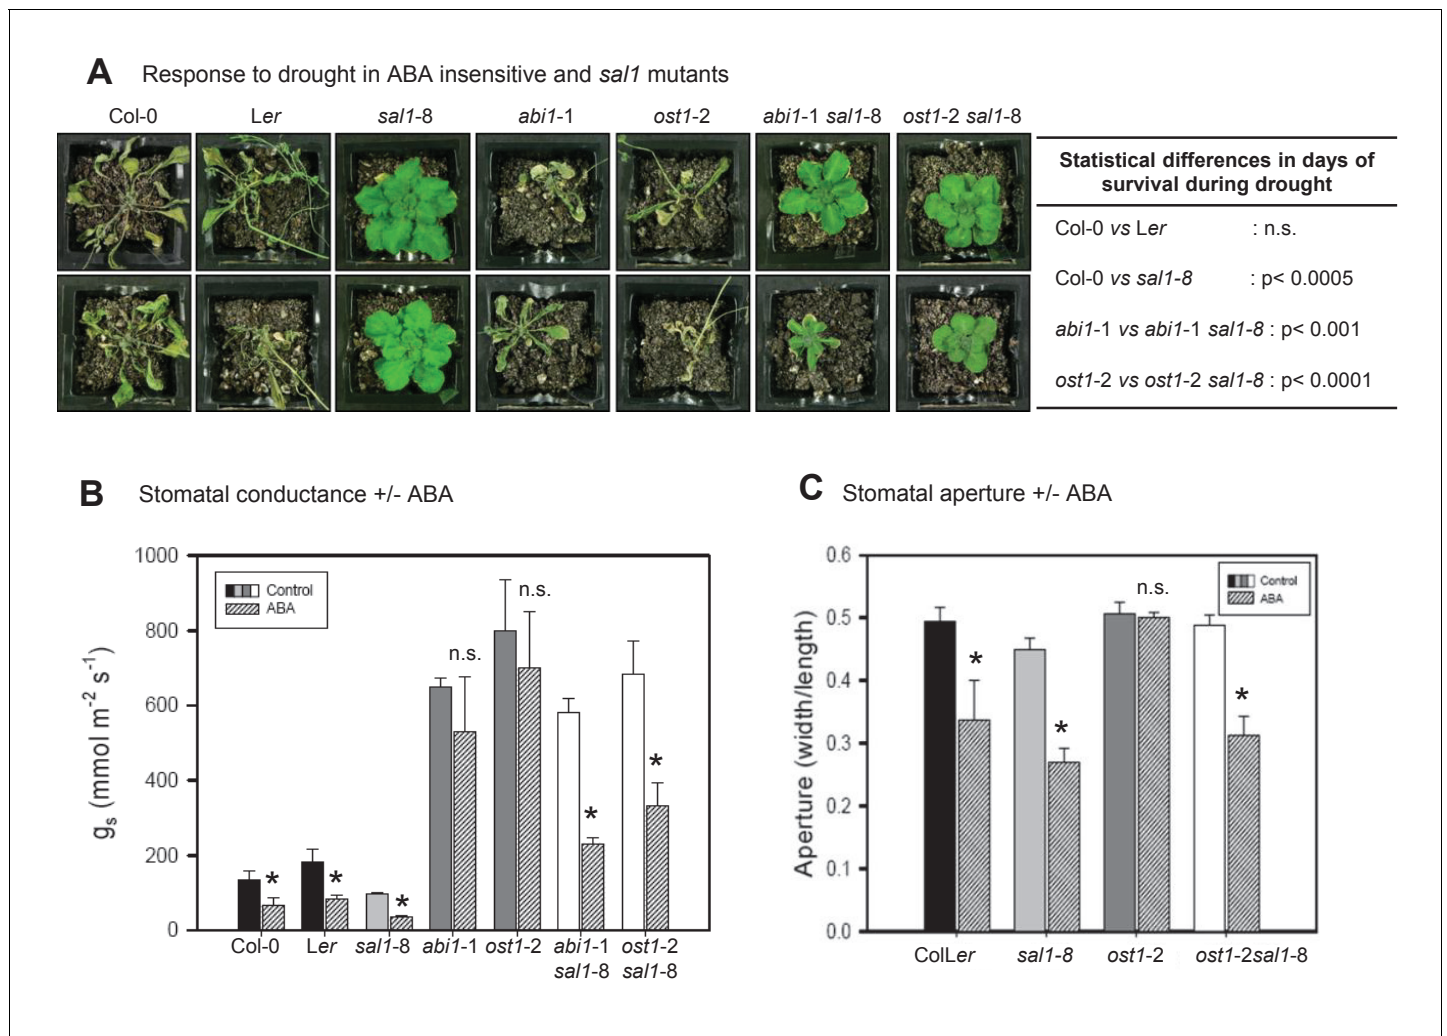 A Response to drought in ABA insensitive and sal1 mutants
Col-0 Ler sal1-8 abi1-1 ost1-2 abi1-1 sal1-8 ost1-2 sal1-8
Statistical differences in days of
survival during drought
Col-0 vs Ler : n.s.
Col-0 vs sal1-8 : p< 0.0005
abi1-1 vs abi1-1 sal1-8 : p< 0.001
ost1-2 vs ost1-2 sal1-8 : p< 0.0001
B Stomatal conductance +/- ABA
1000
800
600
400
200
0
gs (mmol m-2 s-1)
Control
ABA
* * * n.s. n.s. * *
Col-0 Ler sal1-8 abi1-1 ost1-2 abi1-1 ost1-2
sal1-8 sal1-8
C Stomatal aperture +/- ABA
0.6
0.5
0.4
0.3
0.2
0.1
0.0
Aperture (width/length)
Control
ABA
* * n.s. *
ColLer sal1-8 ost1-2 ost1-2sal1-8